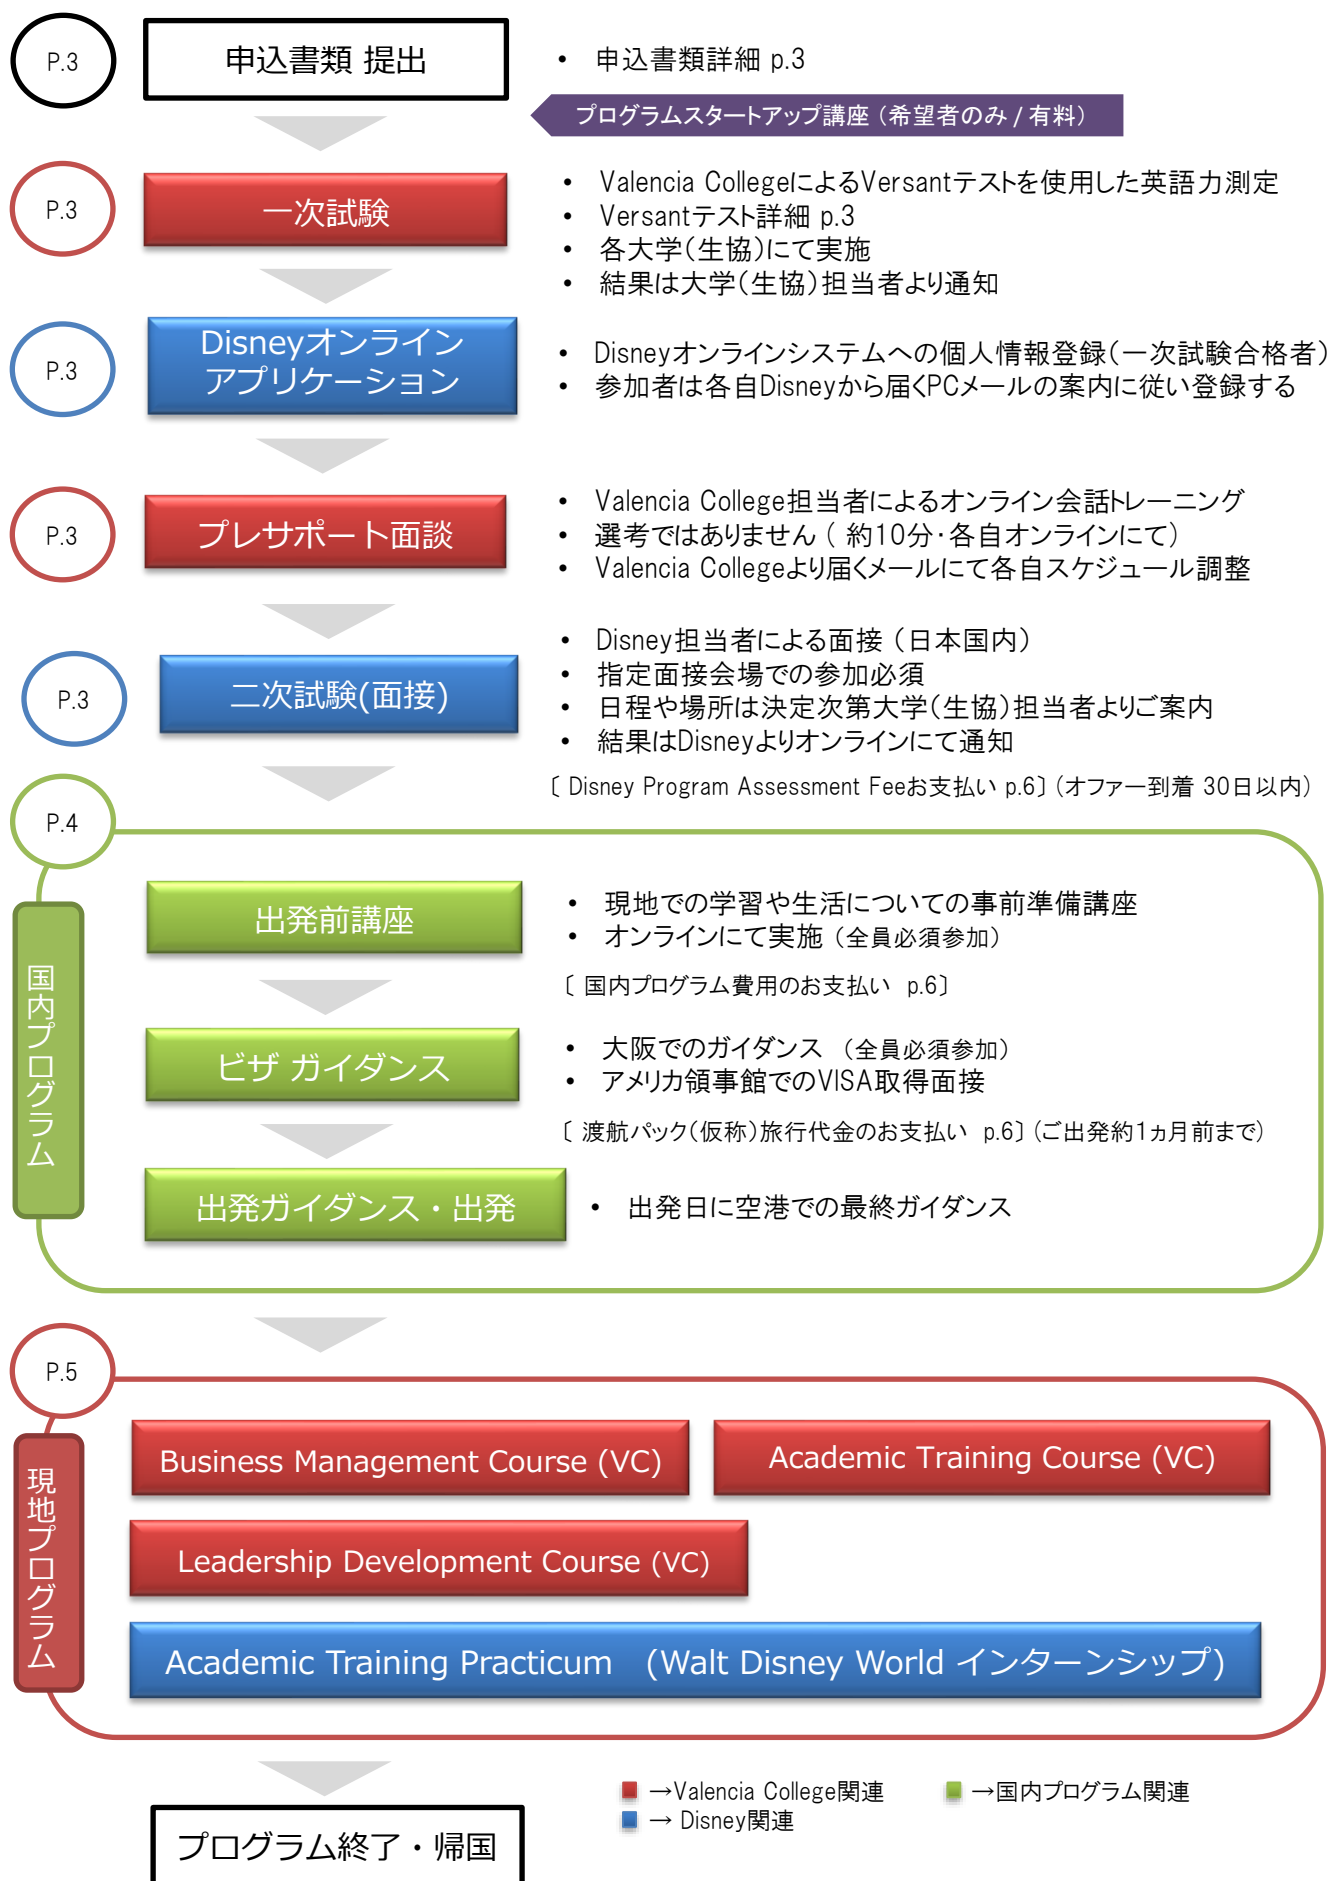 P.3
申込書類 提出
• 申込書類詳細 p.3
プログラムスタートアップ講座（希望者のみ / 有料）
P.3
一次試験
• Valencia CollegeによるVersantテストを使用した英語力測定
• Versantテスト詳細 p.3
• 各大学（生協）にて実施
• 結果は大学（生協）担当者より通知
P.3
Disneyオンライン
アプリケーション
• Disneyオンラインシステムへの個人情報登録（一次試験合格者）
• 参加者は各自Disneyから届くPCメールの案内に従い登録する
P.3
プレサポート面談
• Valencia College担当者によるオンライン会話トレーニング
• 選考ではありません（ 約10分・各自オンラインにて）
• Valencia Collegeより届くメールにて各自スケジュール調整
P.3
二次試験(面接)
• Disney担当者による面接（日本国内）
• 指定面接会場での参加必須
• 日程や場所は決定次第大学（生協）担当者よりご案内
• 結果はDisneyよりオンラインにて通知
〔 Disney Program Assessment Feeお支払い p.6〕（オファー到着 30日以内）
P.4
国内プログラム
出発前講座
• 現地での学習や生活についての事前準備講座
• オンラインにて実施（全員必須参加）
〔 国内プログラム費用のお支払い p.6〕
ビザ ガイダンス
• 大阪でのガイダンス （全員必須参加）
• アメリカ領事館でのVISA取得面接
〔 渡航パック（仮称）旅行代金のお支払い p.6〕（ご出発約1ヵ月前まで）
出発ガイダンス・出発
• 出発日に空港での最終ガイダンス
P.5
現地プログラム
Business Management Course (VC)
Academic Training Course (VC)
Leadership Development Course (VC)
Academic Training Practicum （Walt Disney World インターンシップ）
→Valencia College関連
→国内プログラム関連
→ Disney関連
プログラム終了・帰国